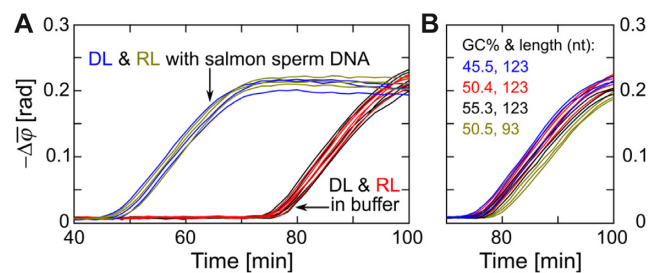 A
B
0.3
0.2
0.1
0
−Δφ̅ [rad]
DL & RL with salmon sperm DNA
DL & RL
in buffer
40 60 80 100
Time [min]
GC% & length (nt):
45.5, 123
50.4, 123
55.3, 123
50.5, 93
0.3
0.2
0.1
0
80 100
Time [min]